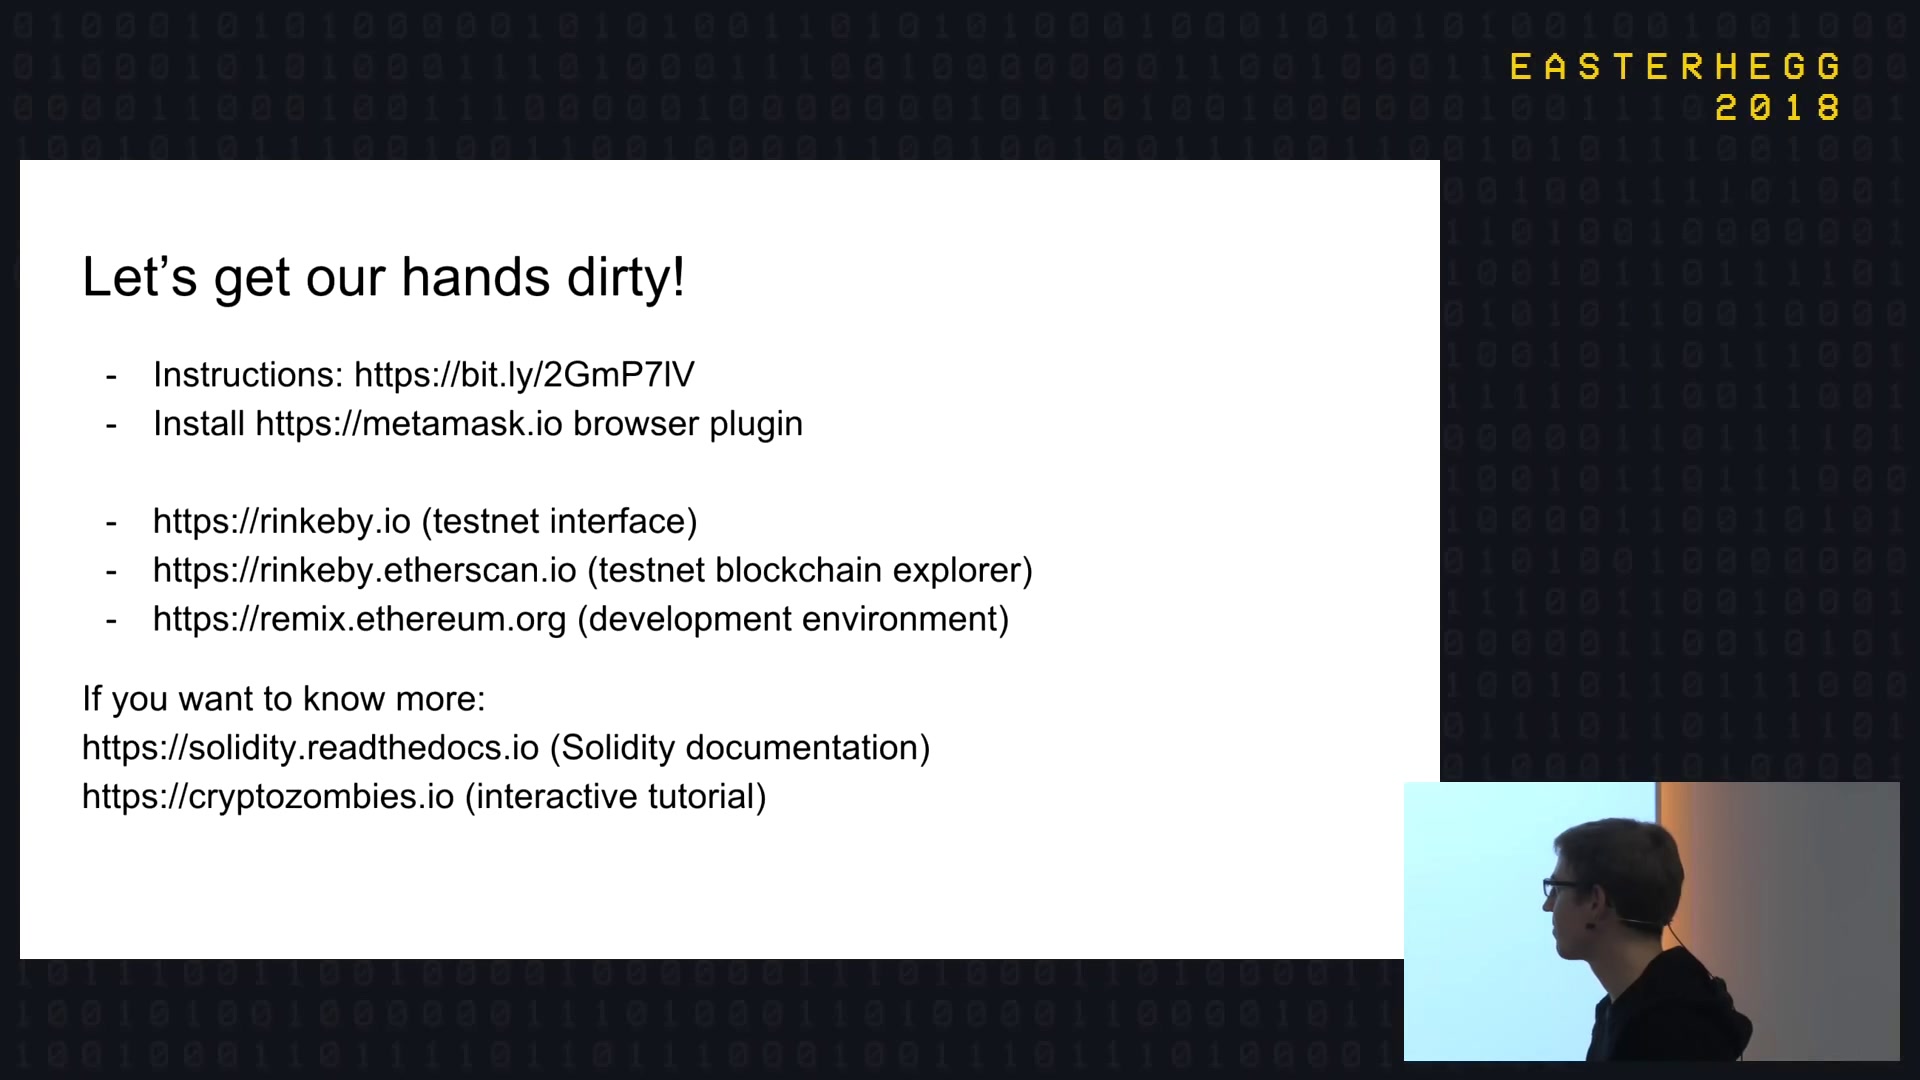 EASTERHEGG
2018
Let's get our hands dirty!
- Instructions: https://bit.ly/2GmP7lV
- Install https://metamask.io browser plugin
- https://rinkeby.io (testnet interface)
- https://rinkeby.etherscan.io (testnet blockchain explorer)
- https://remix.ethereum.org (development environment)
If you want to know more:
https://solidity.readthedocs.io (Solidity documentation)
https://cryptozombies.io (interactive tutorial)